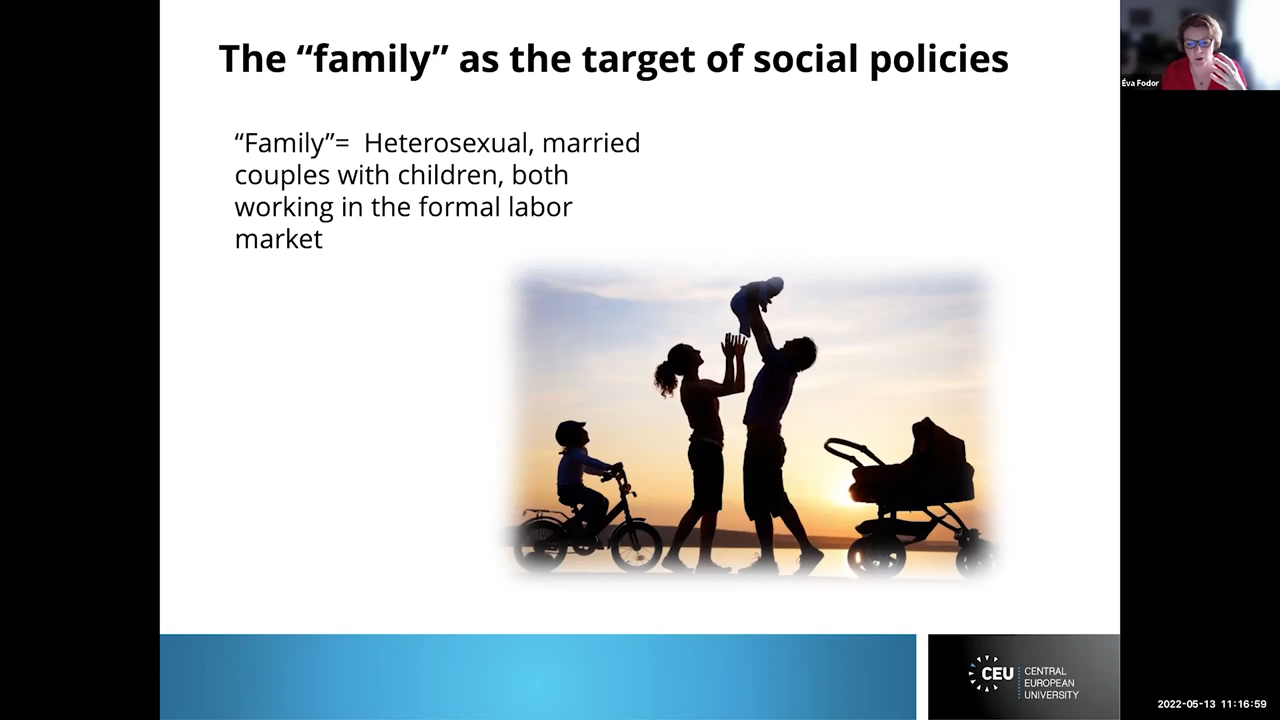 The “family” as the target of social policies
Éva Fodor
“Family”= Heterosexual, married
couples with children, both
working in the formal labor
market
CEU
CENTRAL
EUROPEAN
UNIVERSITY
2022-05-13 11:16:59